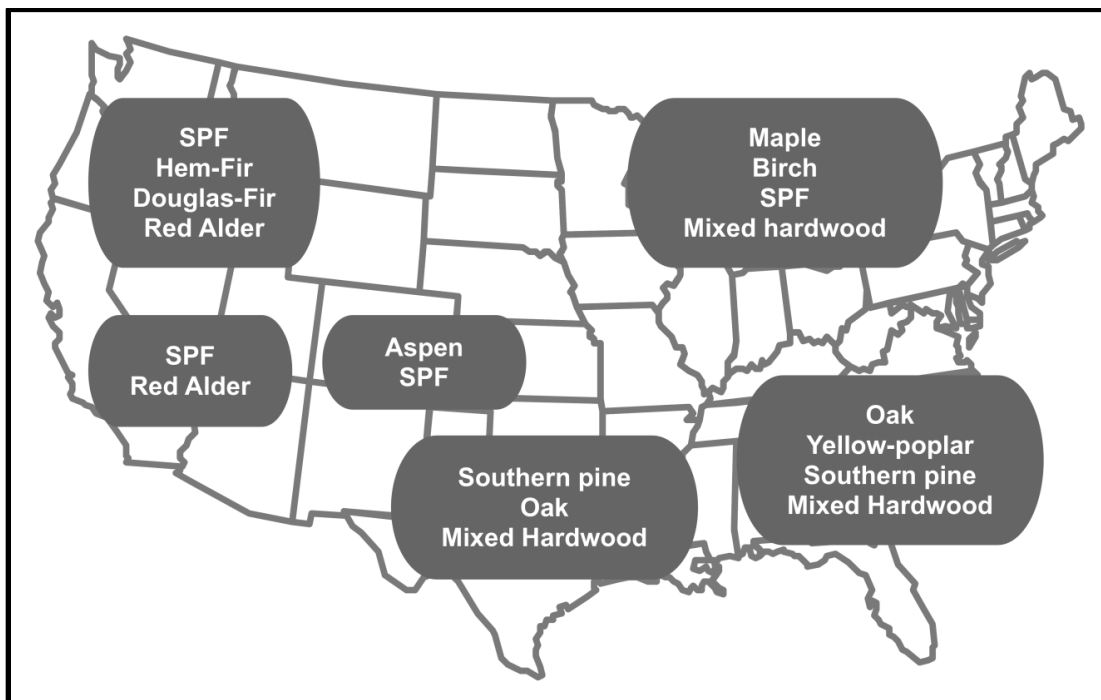 SPF
Hem-Fir
Douglas-Fir
Red Alder
Maple
Birch
SPF
Mixed hardwood
SPF
Red Alder
Aspen
SPF
Southern pine
Oak
Mixed Hardwood
Oak
Yellow-poplar
Southern pine
Mixed Hardwood